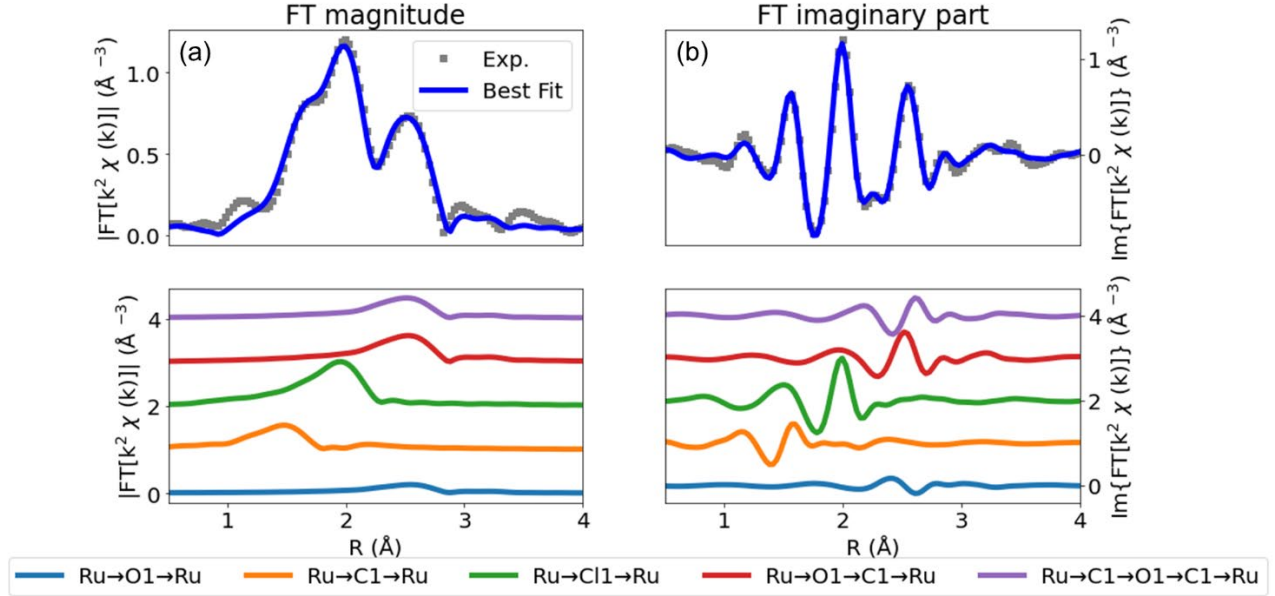 FT magnitude
FT imaginary part
(a)
Exp.
Best Fit
(b)
|FT[k² χ (k)]| (Å ⁻³)
1.0
0.5
0.0
Im{FT[k² χ (k)]} (Å ⁻³)
1
0
|FT[k² χ (k)]| (Å ⁻³)
4
2
0
1 2 3 4
R (Å)
Im{FT[k² χ (k)]} (Å ⁻³)
4
2
0
1 2 3 4
R (Å)
Ru→O1→Ru
Ru→C1→Ru
Ru→Cl1→Ru
Ru→O1→C1→Ru
Ru→C1→O1→C1→Ru